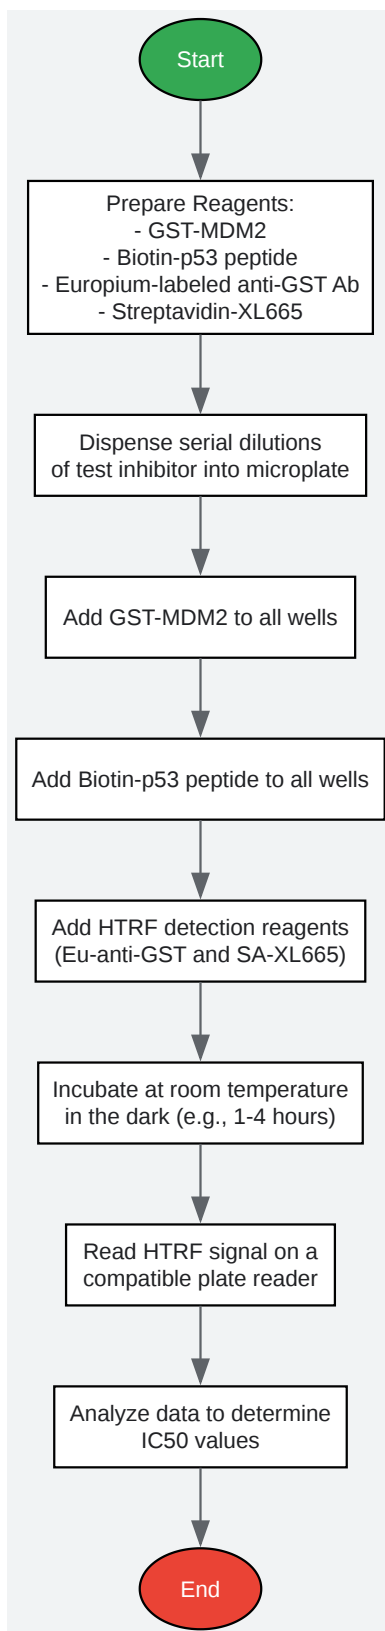 Start
Prepare Reagents:
- GST-MDM2
- Biotin-p53 peptide
- Europium-labeled anti-GST Ab
- Streptavidin-XL665
Dispense serial dilutions
of test inhibitor into microplate
Add GST-MDM2 to all wells
Add Biotin-p53 peptide to all wells
Add HTRF detection reagents
(Eu-anti-GST and SA-XL665)
Incubate at room temperature
in the dark (e.g., 1-4 hours)
Read HTRF signal on a
compatible plate reader
Analyze data to determine
IC50 values
End